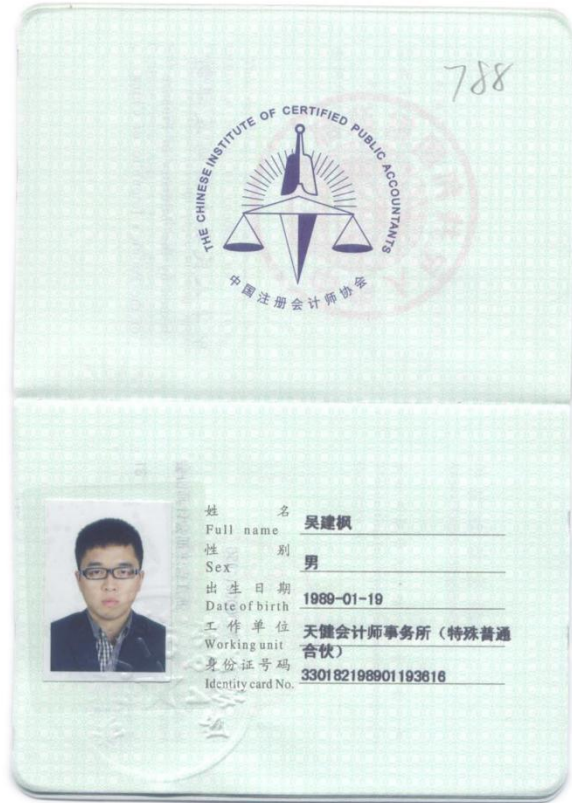 788
THE CHINESE INSTITUTE OF CERTIFIED PUBLIC ACCOUNTANTS
中国注册会计师协会
姓 名 吴建枫
Full name
性 别 男
Sex
出生日期 1989-01-19
Date of birth
工作单位 天健会计师事务所（特殊普通
Working unit 合伙）
身份证号码 330182198901193616
Identity card No.